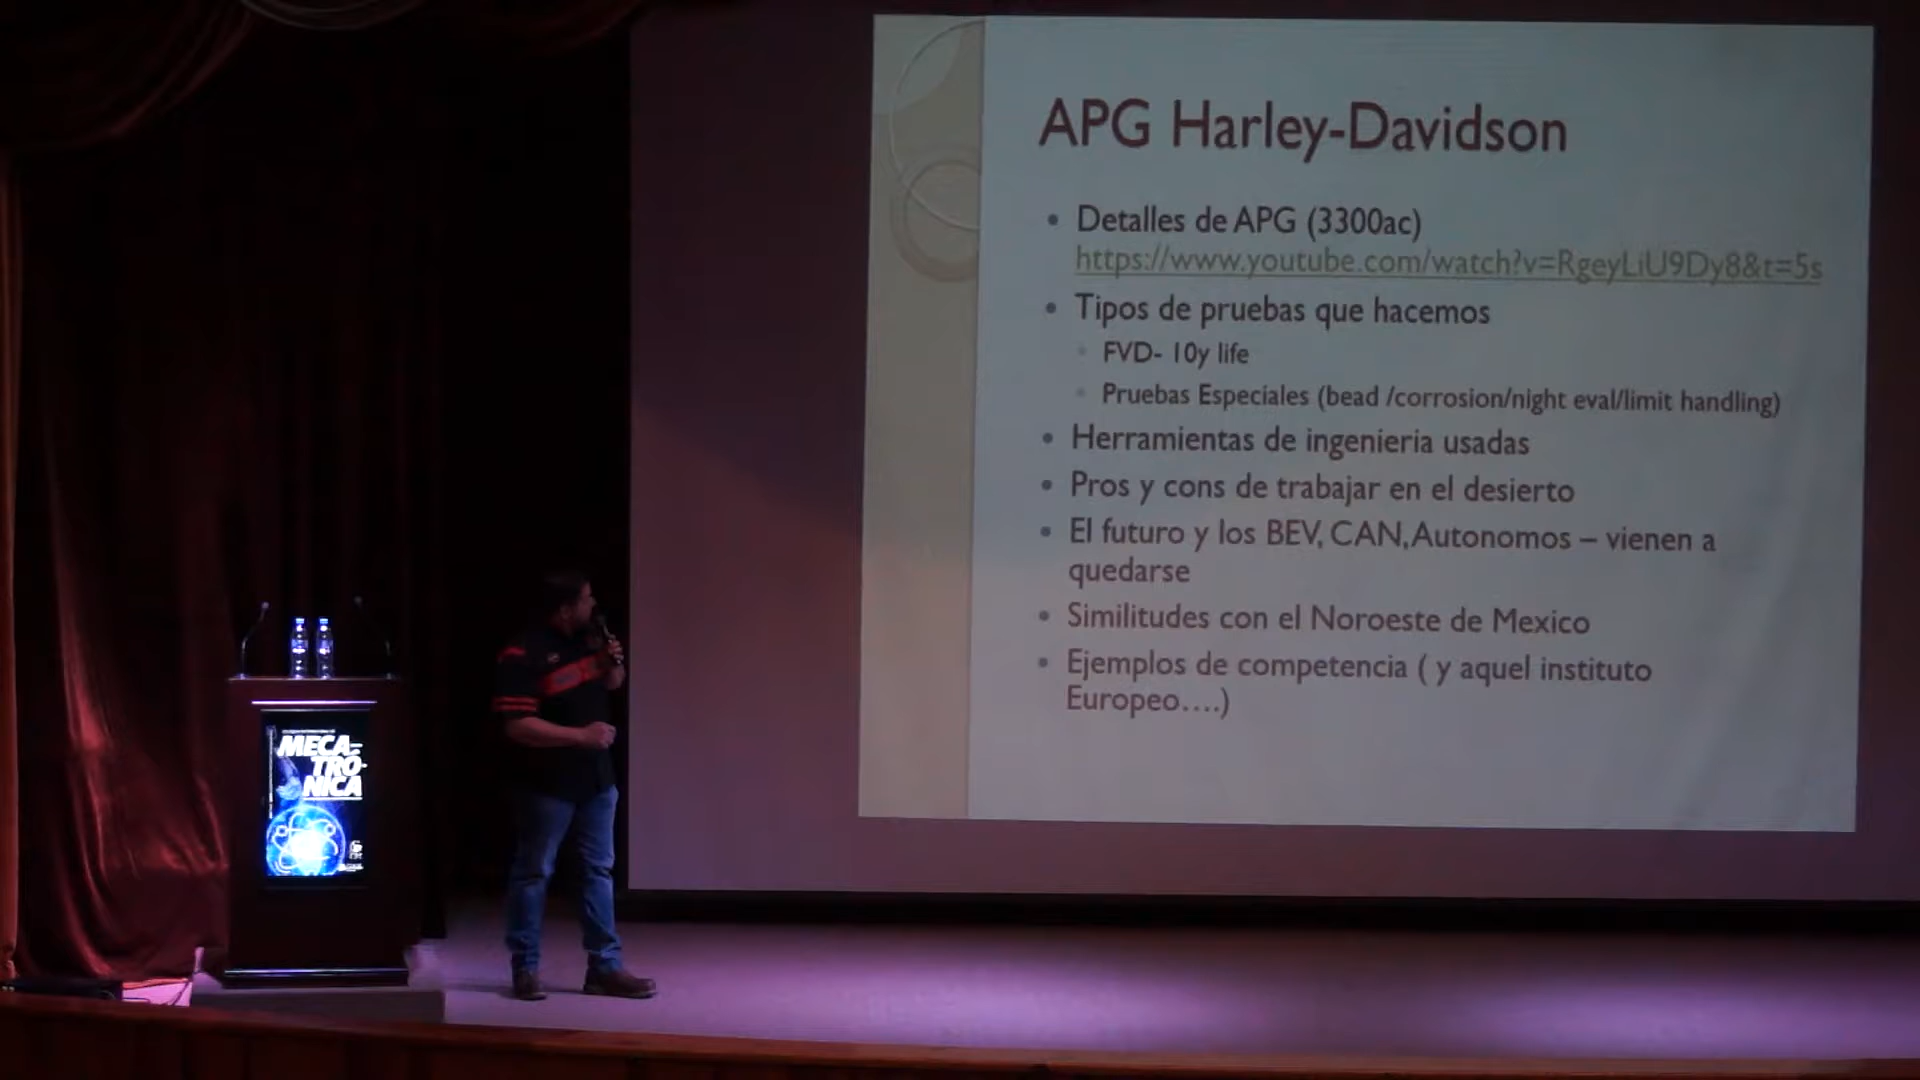 APG Harley-Davidson
• Detalles de APG (3300ac)
https://www.youtube.com/watch?v=RgeyLiU9Dy8&t=5s
• Tipos de pruebas que hacemos
• FVD- 10y life
• Pruebas Especiales (bead /corrosion/night eval/limit handling)
• Herramientas de ingenieria usadas
• Pros y cons de trabajar en el desierto
• El futuro y los BEV, CAN,Autonomos – vienen a
quedarse
• Similitudes con el Noroeste de Mexico
• Ejemplos de competencia ( y aquel instituto
Europeo….)
MECA-
TRÓ-
NICA